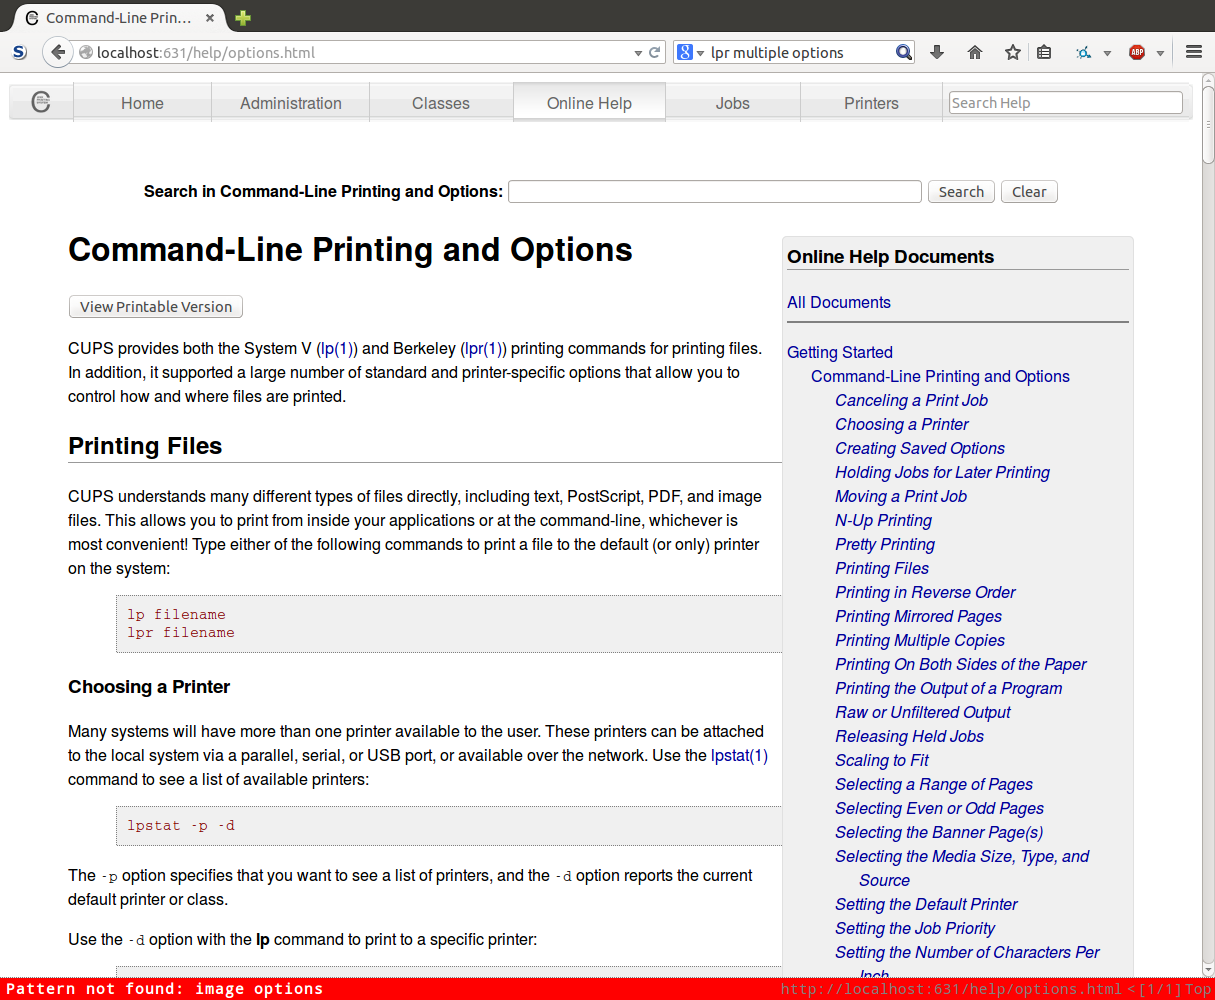 Command-Line Prin...
localhost:631/help/options.html
lpr multiple options
Home
Administration
Classes
Online Help
Jobs
Printers
Search Help
Search in Command-Line Printing and Options:
Search
Clear
Command-Line Printing and Options
View Printable Version
CUPS provides both the System V (lp(1)) and Berkeley (lpr(1)) printing commands for printing files.
In addition, it supported a large number of standard and printer-specific options that allow you to
control how and where files are printed.
Printing Files
CUPS understands many different types of files directly, including text, PostScript, PDF, and image
files. This allows you to print from inside your applications or at the command-line, whichever is
most convenient! Type either of the following commands to print a file to the default (or only) printer
on the system:
lp filename
lpr filename
Choosing a Printer
Many systems will have more than one printer available to the user. These printers can be attached
to the local system via a parallel, serial, or USB port, or available over the network. Use the lpstat(1)
command to see a list of available printers:
lpstat -p -d
The -p option specifies that you want to see a list of printers, and the -d option reports the current
default printer or class.
Use the -d option with the lp command to print to a specific printer:
Online Help Documents
All Documents
Getting Started
Command-Line Printing and Options
Canceling a Print Job
Choosing a Printer
Creating Saved Options
Holding Jobs for Later Printing
Moving a Print Job
N-Up Printing
Pretty Printing
Printing Files
Printing in Reverse Order
Printing Mirrored Pages
Printing Multiple Copies
Printing On Both Sides of the Paper
Printing the Output of a Program
Raw or Unfiltered Output
Releasing Held Jobs
Scaling to Fit
Selecting a Range of Pages
Selecting Even or Odd Pages
Selecting the Banner Page(s)
Selecting the Media Size, Type, and
Source
Setting the Default Printer
Setting the Job Priority
Setting the Number of Characters Per
Inch
Pattern not found: image options
http://localhost:631/help/options.html<[1/1]Top